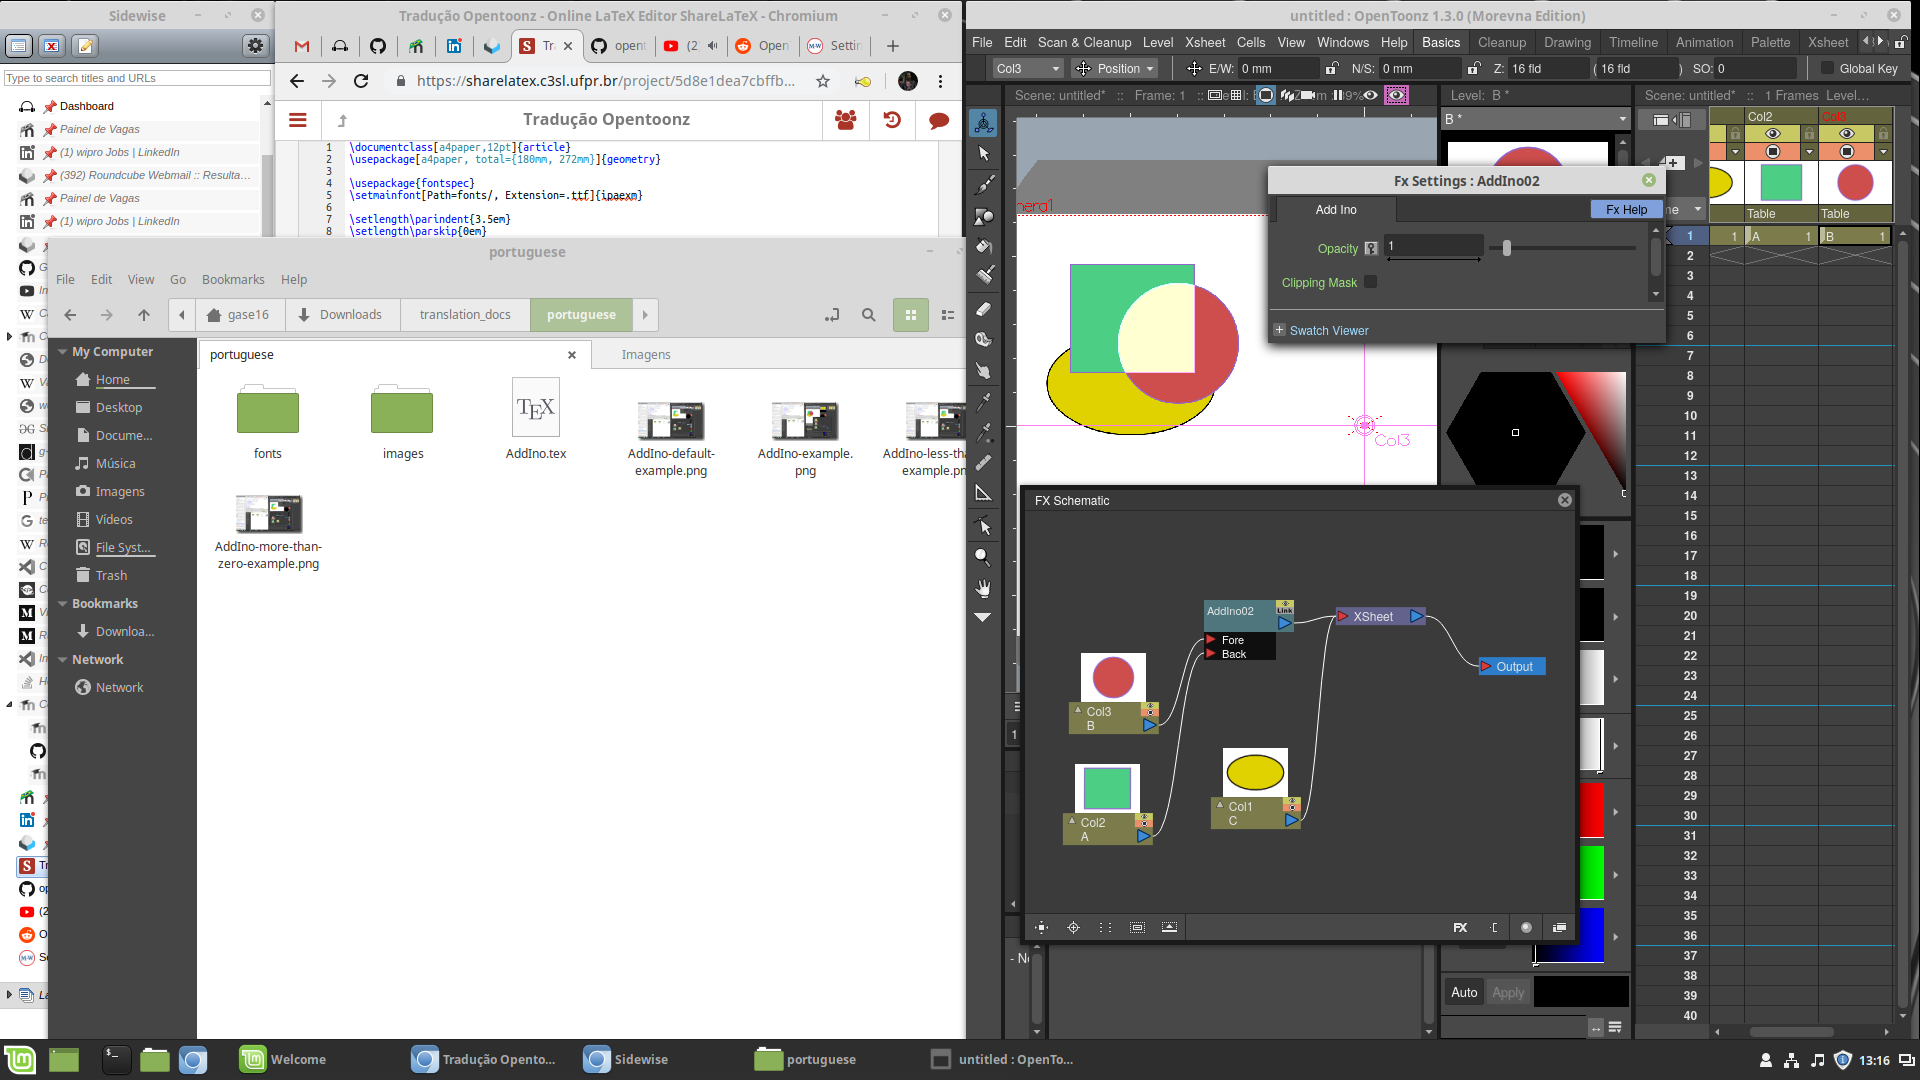 Sidewise
Type to search titles and URLs
Dashboard
Painel de Vagas
(1) wipro Jobs | LinkedIn
(392) Roundcube Webmail :: Resulta...
Painel de Vagas
(1) wipro Jobs | LinkedIn
Tradução Opentoonz - Online LaTeX Editor ShareLaTeX - Chromium
Tr
opent
(2
Open
Settin
https://sharelatex.c3sl.ufpr.br/project/5d8e1dea7cbffb...
Tradução Opentoonz
1 \documentclass[a4paper,12pt]{article}
2 \usepackage[a4paper, total={180mm, 272mm}]{geometry}
3
4 \usepackage{fontspec}
5 \setmainfont[Path=fonts/, Extension=.ttf]{ipaexm}
6
7 \setlength\parindent{3.5em}
8 \setlength\parskip{0em}
portuguese
File Edit View Go Bookmarks Help
gase16 Downloads translation_docs portuguese
My Computer
Home
Desktop
Docume...
Música
Imagens
Vídeos
File Syst...
Trash
Bookmarks
Downloa...
Network
Network
portuguese
Imagens
fonts
images
TEX
AddIno.tex
AddIno-default-
example.png
AddIno-example.
png
AddIno-less-tha
example.pn
AddIno-more-than-
zero-example.png
untitled : OpenToonz 1.3.0 (Morevna Edition)
File Edit Scan & Cleanup Level Xsheet Cells View Windows Help Basics Cleanup Drawing Timeline Animation Palette Xsheet
Col3 Position E/W: 0 mm N/S: 0 mm Z: 16 fld ( 16 fld ) SO: 0 Global Key
Scene: untitled* :: Frame: 1 ::
Level: B *
Scene: untitled* :: 1 Frames Level...
B *
Col2
Col3
Table
Table
1 1 A 1 B 1
2
3
4
5
6
7
8
9
10
11
12
13
14
15
16
17
18
19
20
21
22
23
24
25
26
27
28
29
30
31
32
33
34
35
36
37
38
39
40
Fx Settings : AddIno02
Add Ino
Fx Help
Opacity 1
Clipping Mask
Swatch Viewer
Col3
FX Schematic
AddIno02
Link
Fore
Back
XSheet
Output
Col3
B
Col2
A
Col1
C
FX
Auto Apply
Welcome
Tradução Opento...
Sidewise
portuguese
untitled : OpenTo...
13:16